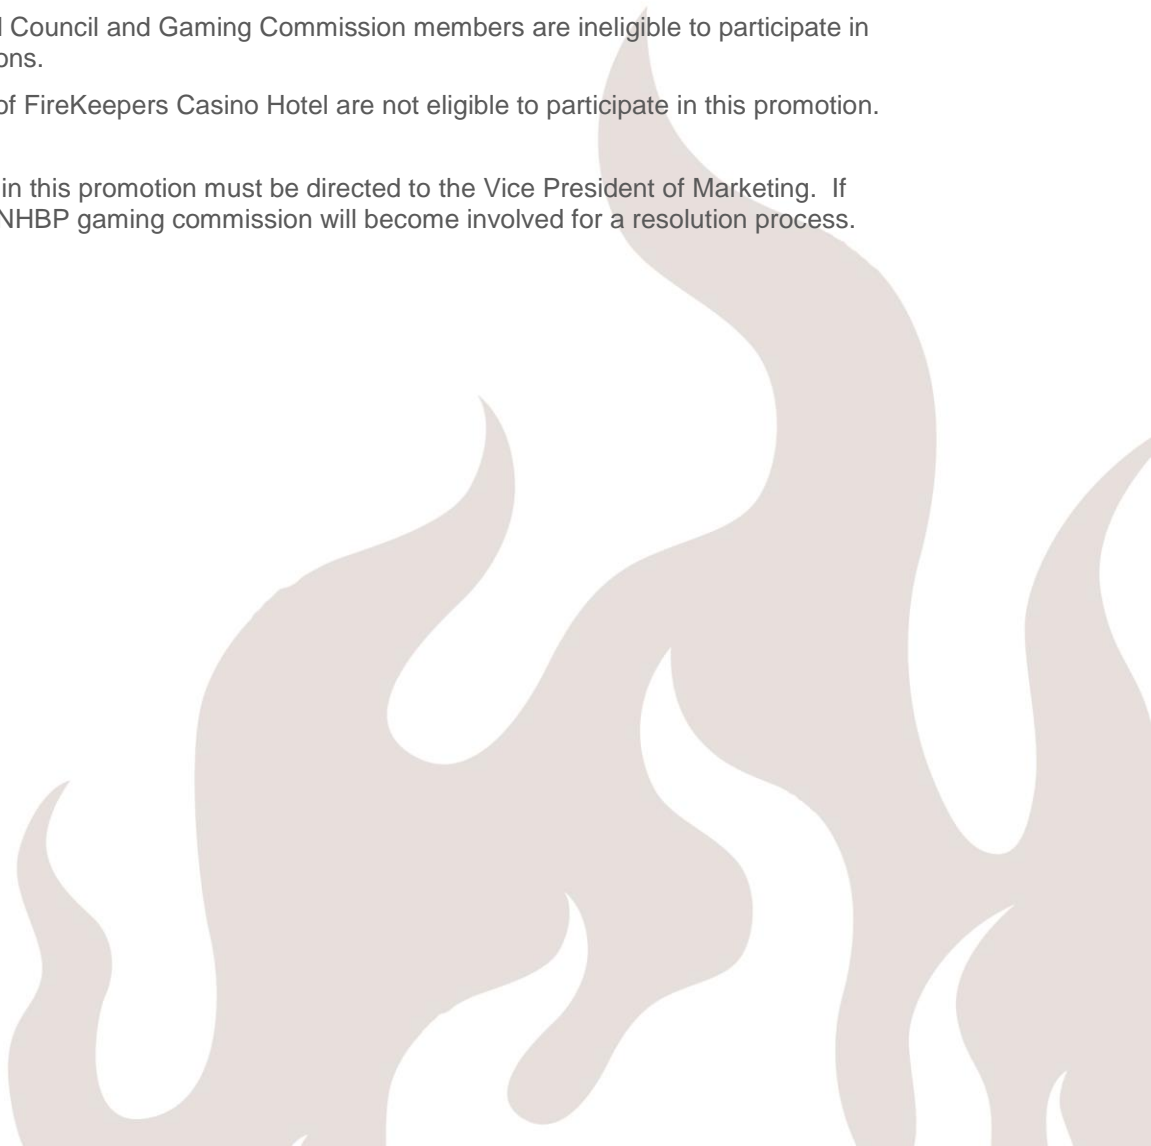 Council and Gaming Commission members are ineligible to participate in
ons.
of FireKeepers Casino Hotel are not eligible to participate in this promotion.
in this promotion must be directed to the Vice President of Marketing.  If
NHBP gaming commission will become involved for a resolution process.